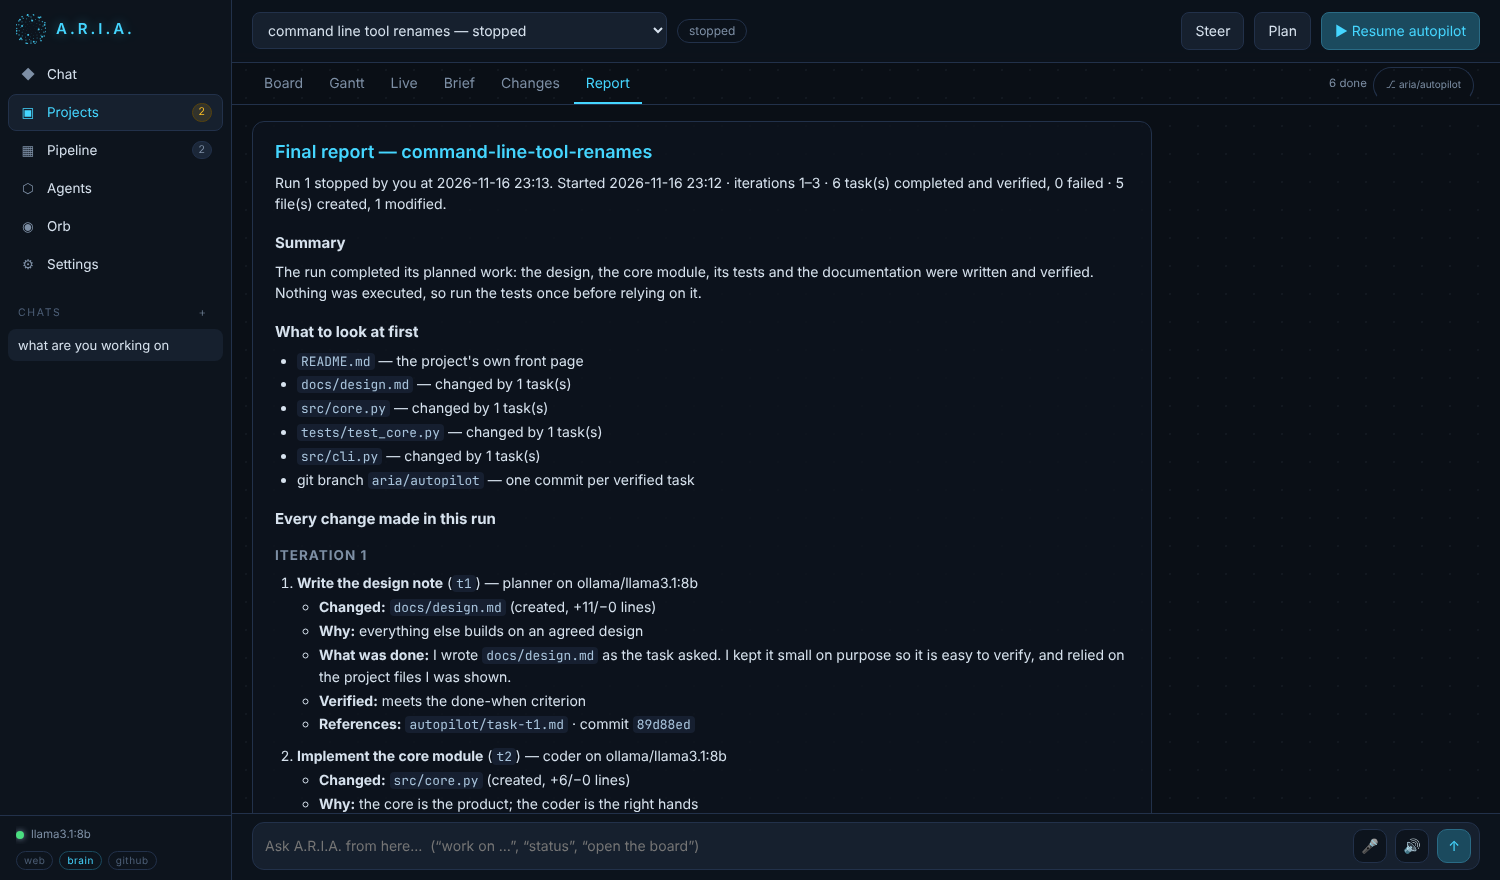 A.R.I.A.
Chat
Projects 2
Pipeline 2
Agents
Orb
Settings
CHATS +
what are you working on
llama3.1:8b
web brain github
command line tool renames — stopped
stopped
Steer
Plan
▶ Resume autopilot
Board Gantt Live Brief Changes Report
6 done
aria/autopilot
Final report — command-line-tool-renames
Run 1 stopped by you at 2026-11-16 23:13. Started 2026-11-16 23:12 · iterations 1–3 · 6 task(s) completed and verified, 0 failed · 5
file(s) created, 1 modified.
Summary
The run completed its planned work: the design, the core module, its tests and the documentation were written and verified.
Nothing was executed, so run the tests once before relying on it.
What to look at first
• README.md — the project's own front page
• docs/design.md — changed by 1 task(s)
• src/core.py — changed by 1 task(s)
• tests/test_core.py — changed by 1 task(s)
• src/cli.py — changed by 1 task(s)
• git branch aria/autopilot — one commit per verified task
Every change made in this run
ITERATION 1
1. Write the design note ( t1 ) — planner on ollama/llama3.1:8b
◦ Changed: docs/design.md (created, +11/−0 lines)
◦ Why: everything else builds on an agreed design
◦ What was done: I wrote docs/design.md as the task asked. I kept it small on purpose so it is easy to verify, and relied on
the project files I was shown.
◦ Verified: meets the done-when criterion
◦ References: autopilot/task-t1.md · commit 89d88ed
2. Implement the core module ( t2 ) — coder on ollama/llama3.1:8b
◦ Changed: src/core.py (created, +6/−0 lines)
◦ Why: the core is the product; the coder is the right hands
Ask A.R.I.A. from here... (“work on ...”, “status”, “open the board”)